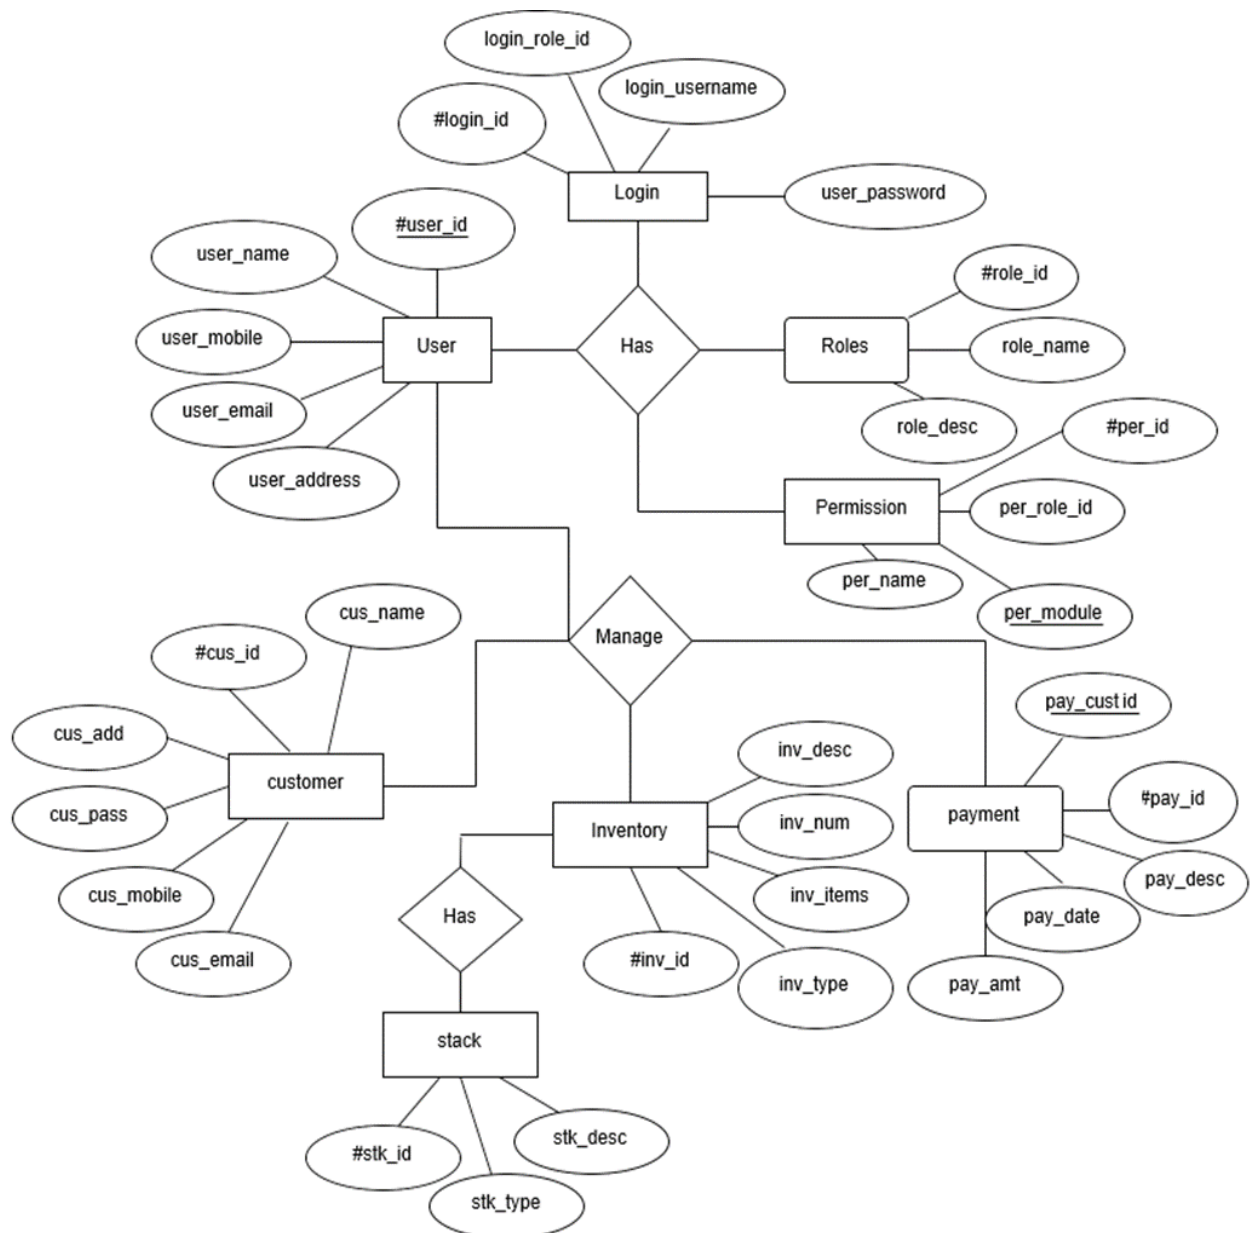 login_role_id
login_username
#login_id
Login
user_password
#user_id
user_name
#role_id
user_mobile
User
Has
Roles
role_name
user_email
role_desc
#per_id
user_address
Permission
per_role_id
per_name
cus_name
per_module
Manage
#cus_id
pay_cust id
cus_add
customer
inv_desc
#pay_id
cus_pass
Inventory
inv_num
payment
pay_desc
cus_mobile
inv_items
Has
pay_date
cus_email
#inv_id
inv_type
pay_amt
stack
stk_desc
#stk_id
stk_type